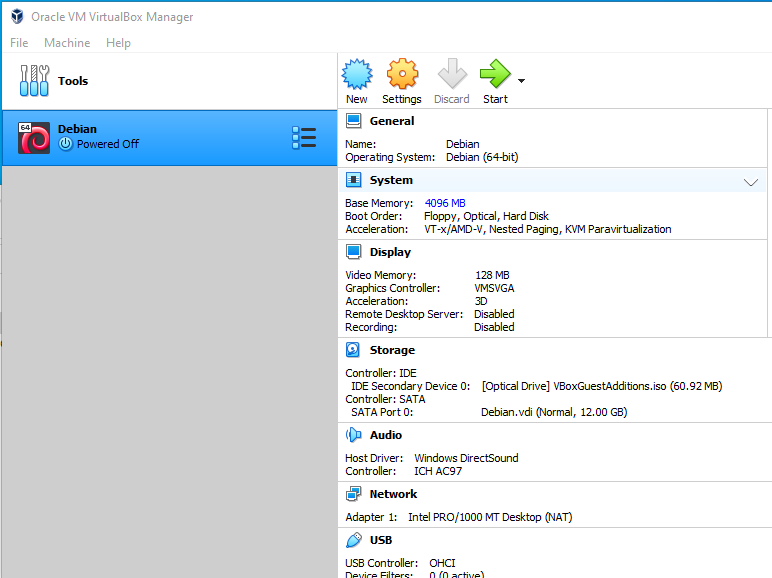 Oracle VM VirtualBox Manager
File Machine Help
Tools
New Settings Discard Start
64
Debian
Powered Off
General
Name: Debian
Operating System: Debian (64-bit)
System
Base Memory: 4096 MB
Boot Order: Floppy, Optical, Hard Disk
Acceleration: VT-x/AMD-V, Nested Paging, KVM Paravirtualization
Display
Video Memory: 128 MB
Graphics Controller: VMSVGA
Acceleration: 3D
Remote Desktop Server: Disabled
Recording: Disabled
Storage
Controller: IDE
IDE Secondary Device 0: [Optical Drive] VBoxGuestAdditions.iso (60.92 MB)
Controller: SATA
SATA Port 0: Debian.vdi (Normal, 12.00 GB)
Audio
Host Driver: Windows DirectSound
Controller: ICH AC97
Network
Adapter 1: Intel PRO/1000 MT Desktop (NAT)
USB
USB Controller: OHCI
Device Filters: 0 (0 active)